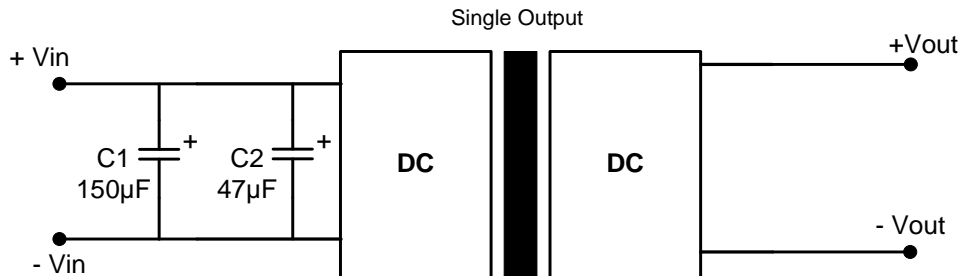 Single Output
+ Vin
+Vout
C1
150µF
+
C2
47µF
+
DC
DC
- Vin
- Vout